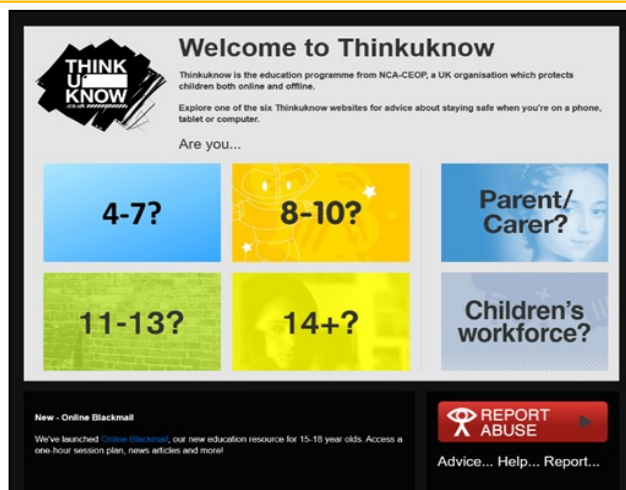 THINK
U
KNOW
.co.uk
Welcome to Thinkuknow
Thinkuknow is the education programme from NCA-CEOP, a UK organisation which protects
children both online and offline.
Explore one of the six Thinkuknow websites for advice about staying safe when you're on a phone,
tablet or computer.
Are you...
4-7?
8-10?
Parent/
Carer?
11-13?
14+?
Children's
workforce?
New - Online Blackmail
We've launched Online Blackmail, our new education resource for 15-18 year olds. Access a
one-hour session plan, news articles and more!
REPORT
ABUSE
Advice... Help... Report...